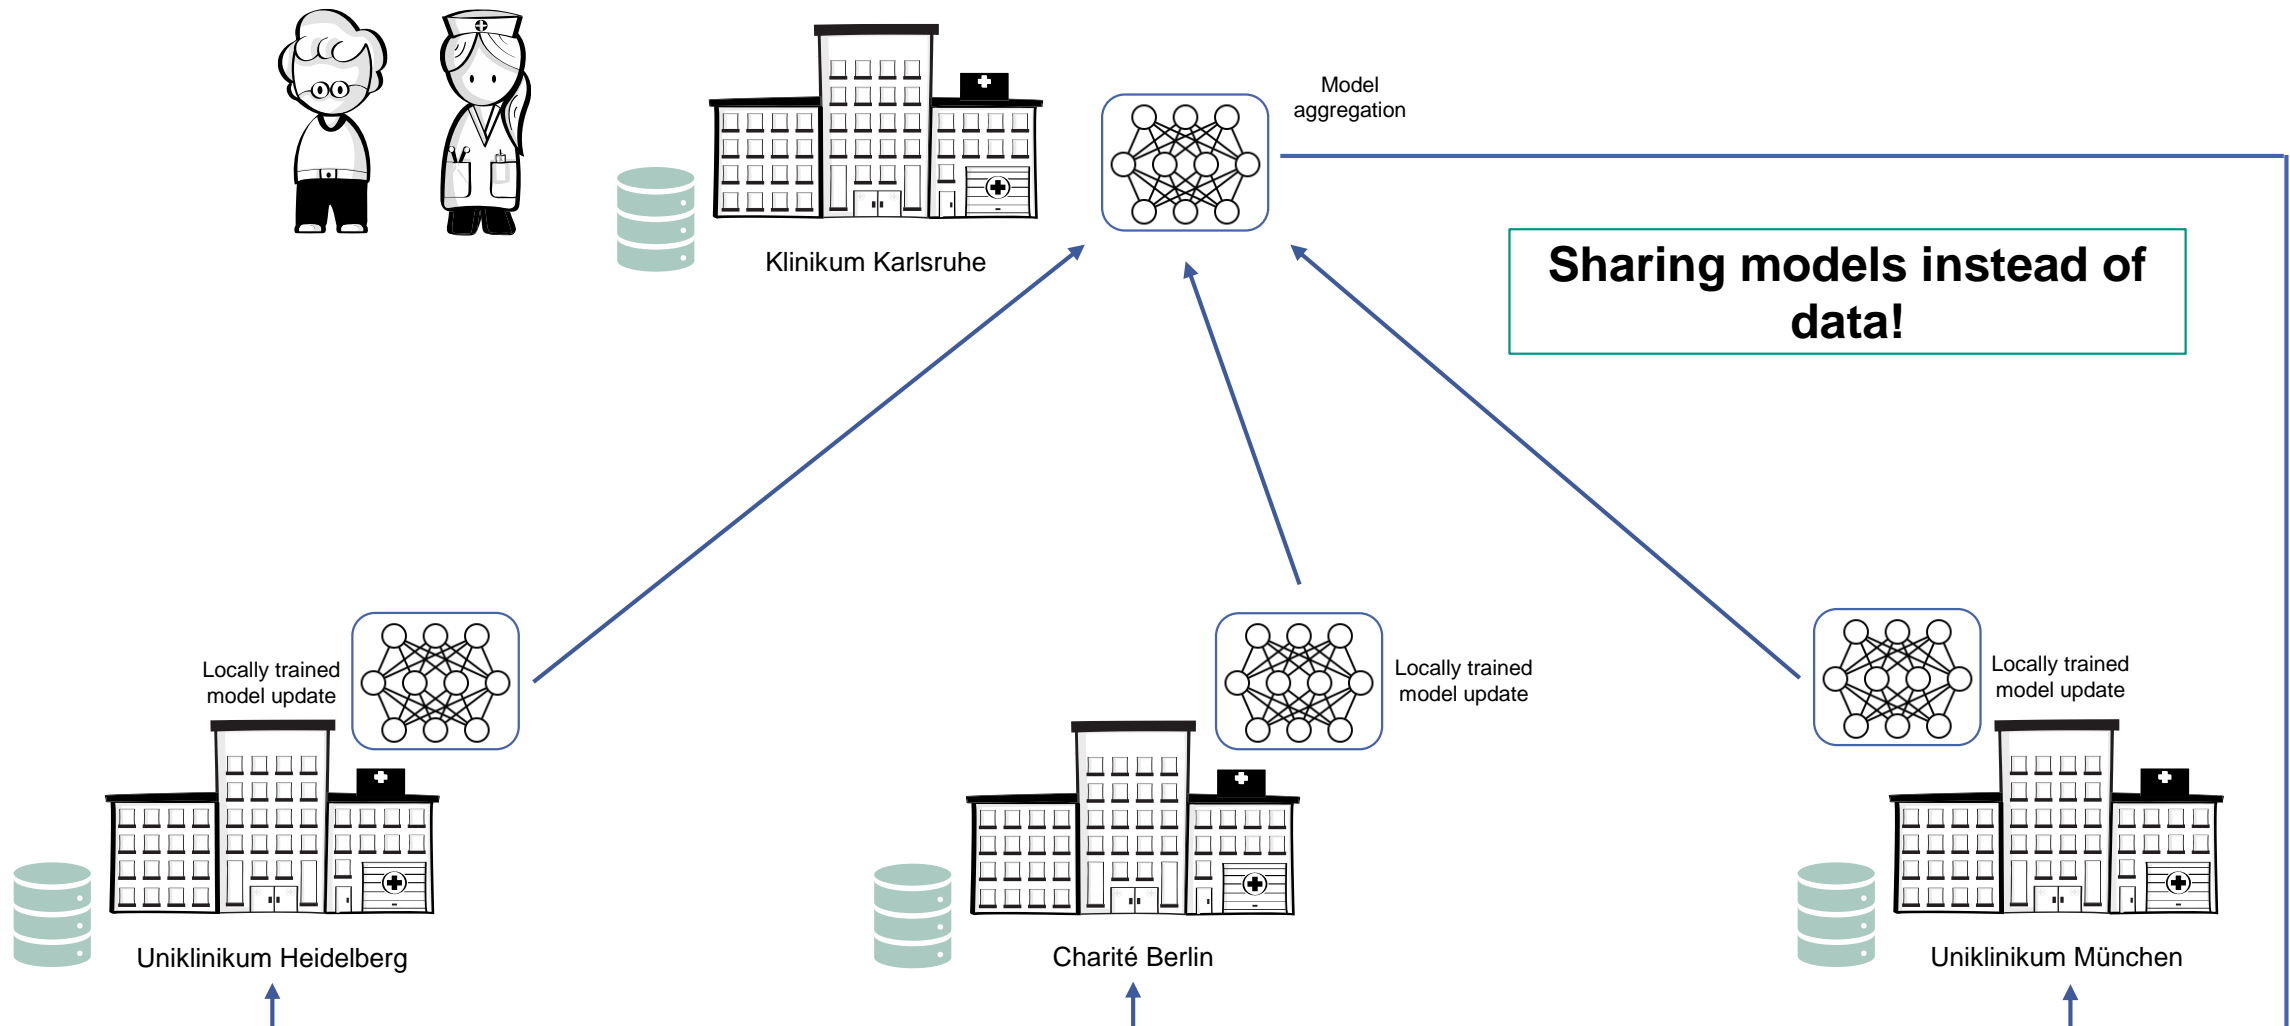 Model
aggregation
Klinikum Karlsruhe
Sharing models instead of
data!
Locally trained
model update
Locally trained
model update
Locally trained
model update
Uniklinikum Heidelberg
Charité Berlin
Uniklinikum München